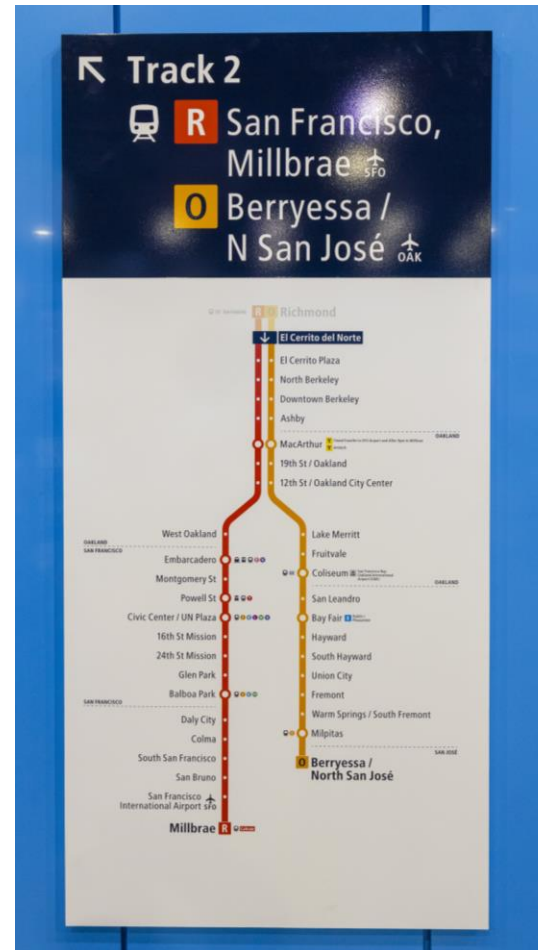 Track 2
R San Francisco,
Millbrae SFO
O Berryessa /
N San José OAK
R O Richmond
El Cerrito del Norte
El Cerrito Plaza
North Berkeley
Downtown Berkeley
Ashby
OAKLAND
MacArthur
19th St / Oakland
12th St / Oakland City Center
West Oakland
OAKLAND
SAN FRANCISCO
Embarcadero
Montgomery St
Powell St
Civic Center / UN Plaza
16th St Mission
24th St Mission
Glen Park
Balboa Park
SAN FRANCISCO
Daly City
Colma
South San Francisco
San Bruno
San Francisco
International Airport SFO
Millbrae R
Lake Merritt
Fruitvale
Coliseum
OAKLAND
San Leandro
Bay Fair
Hayward
South Hayward
Union City
Fremont
Warm Springs / South Fremont
Milpitas
SAN JOSÉ
O Berryessa /
North San José